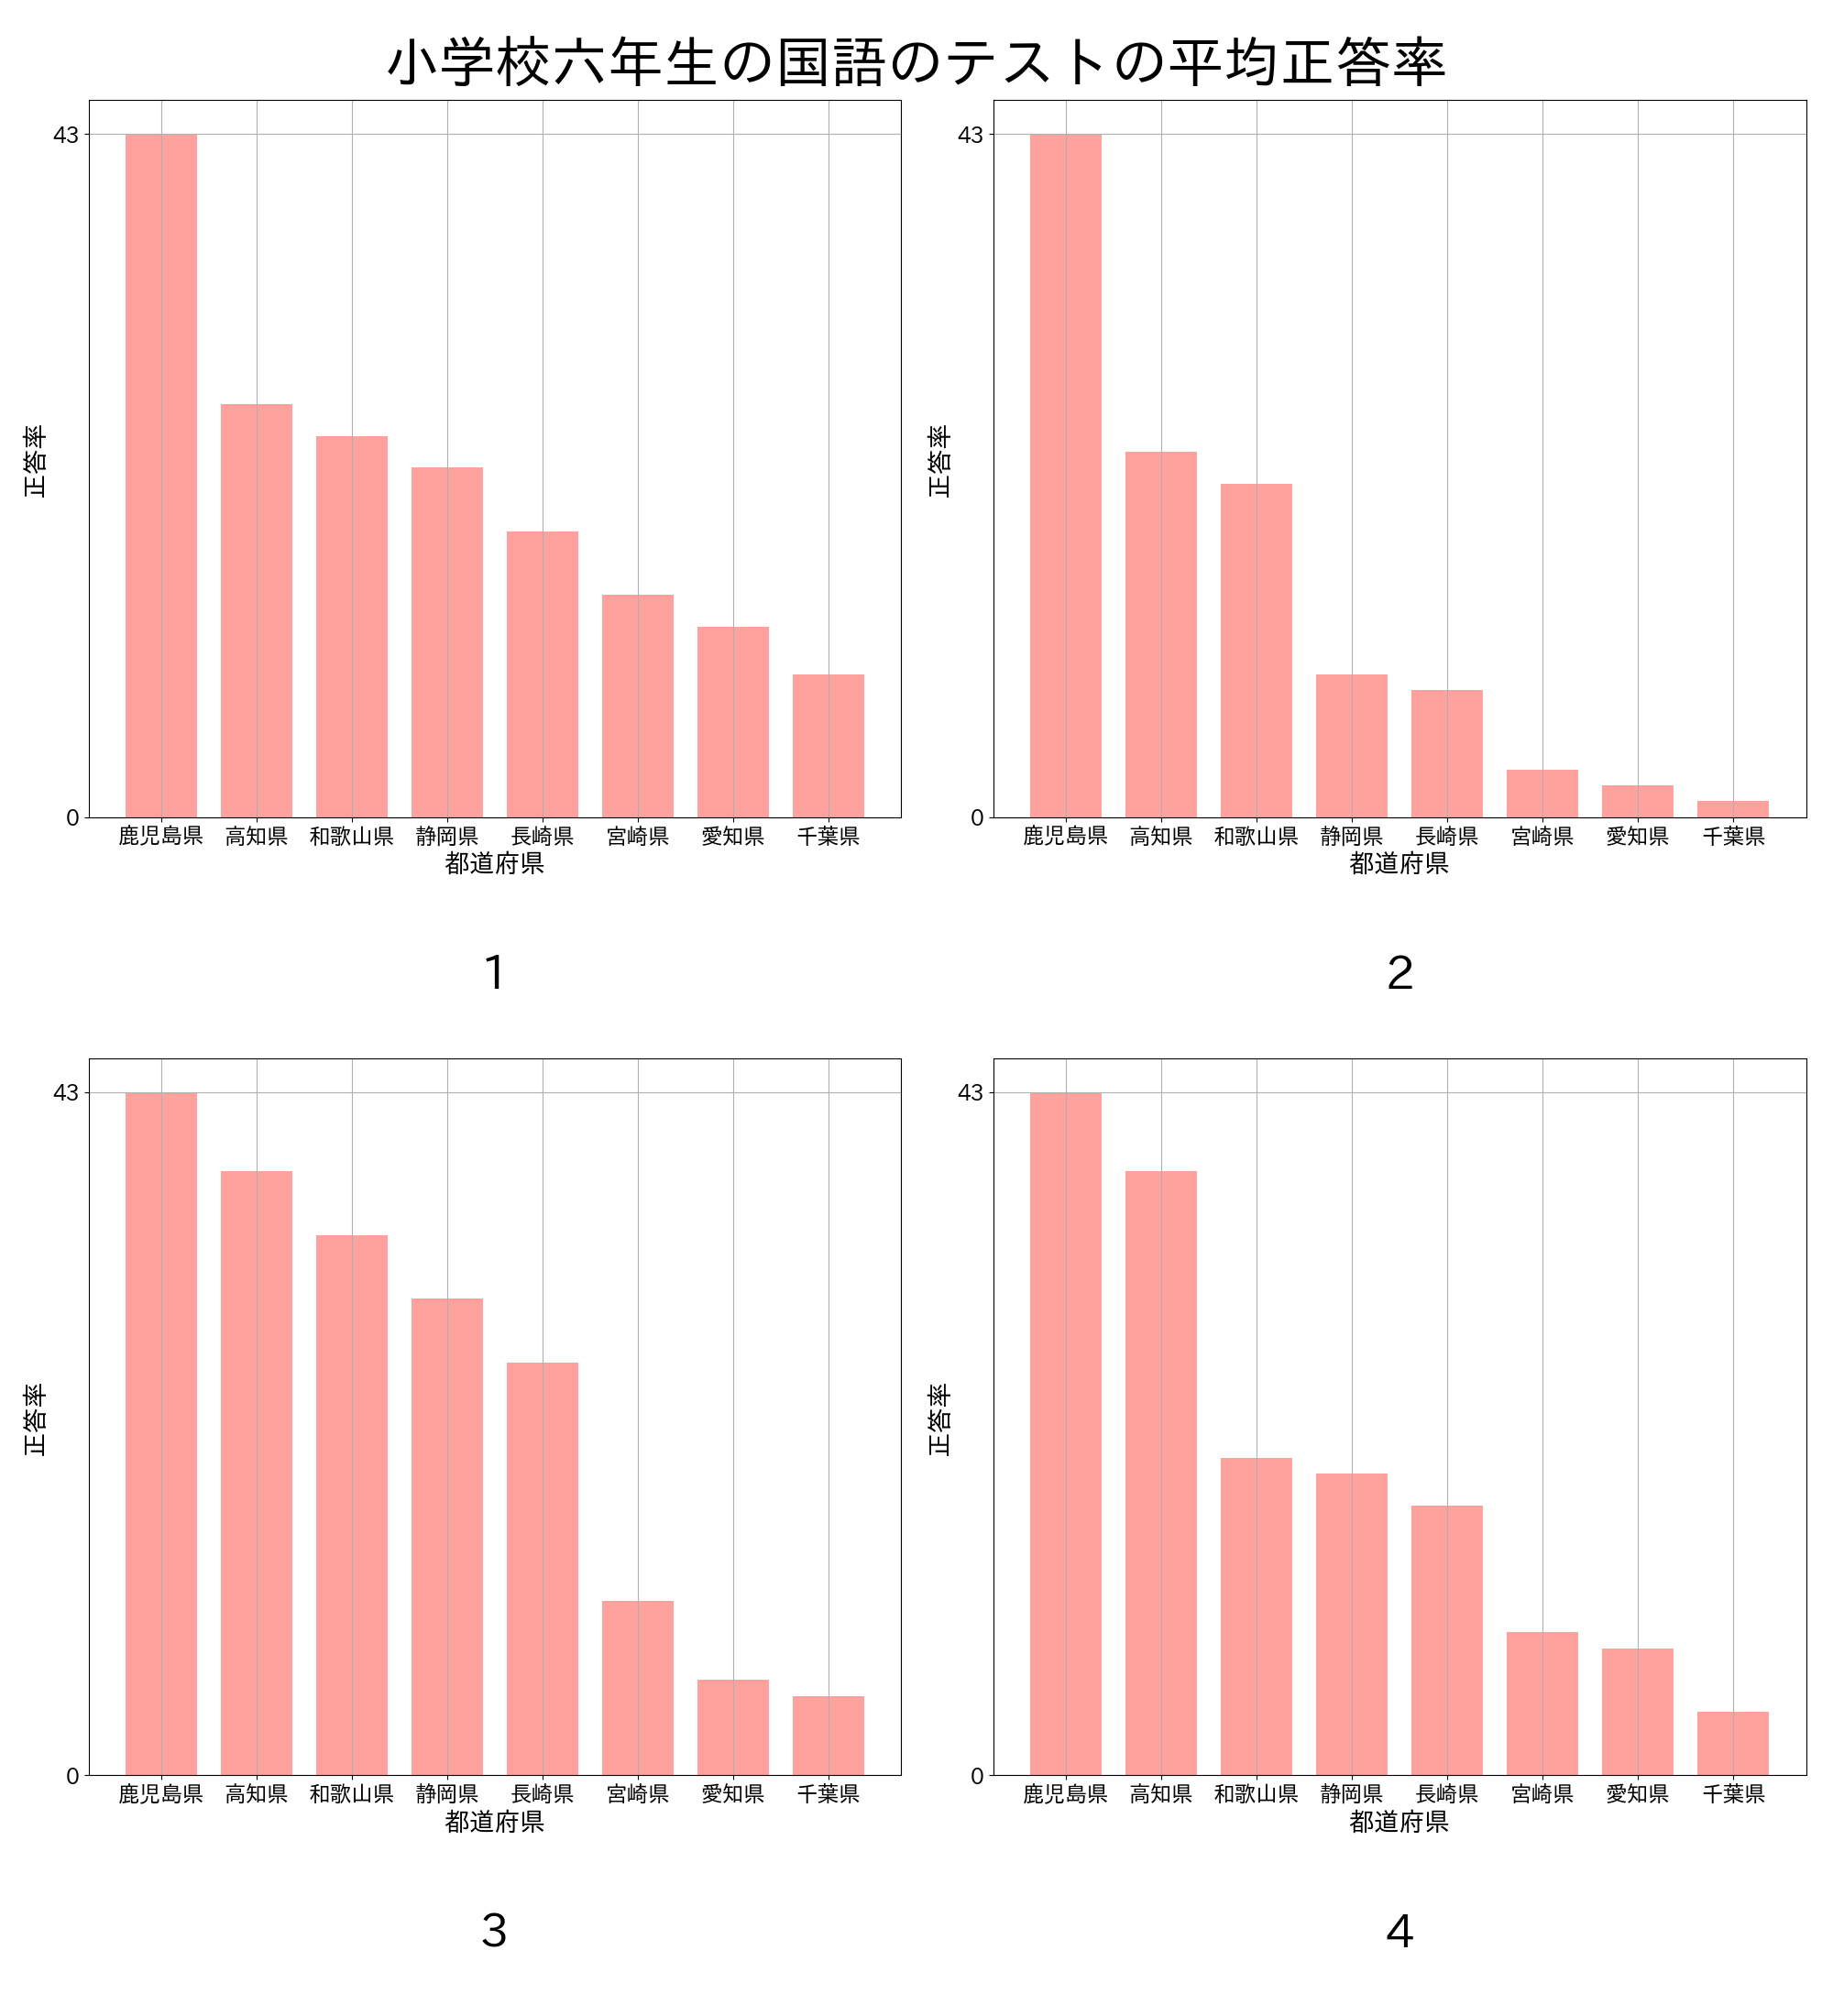 小学校六年生の国語のテストの平均正答率
43
0
正答率
鹿児島県 高知県 和歌山県 静岡県 長崎県 宮崎県 愛知県 千葉県
都道府県
1
43
0
正答率
鹿児島県 高知県 和歌山県 静岡県 長崎県 宮崎県 愛知県 千葉県
都道府県
2
43
0
正答率
鹿児島県 高知県 和歌山県 静岡県 長崎県 宮崎県 愛知県 千葉県
都道府県
3
43
0
正答率
鹿児島県 高知県 和歌山県 静岡県 長崎県 宮崎県 愛知県 千葉県
都道府県
4